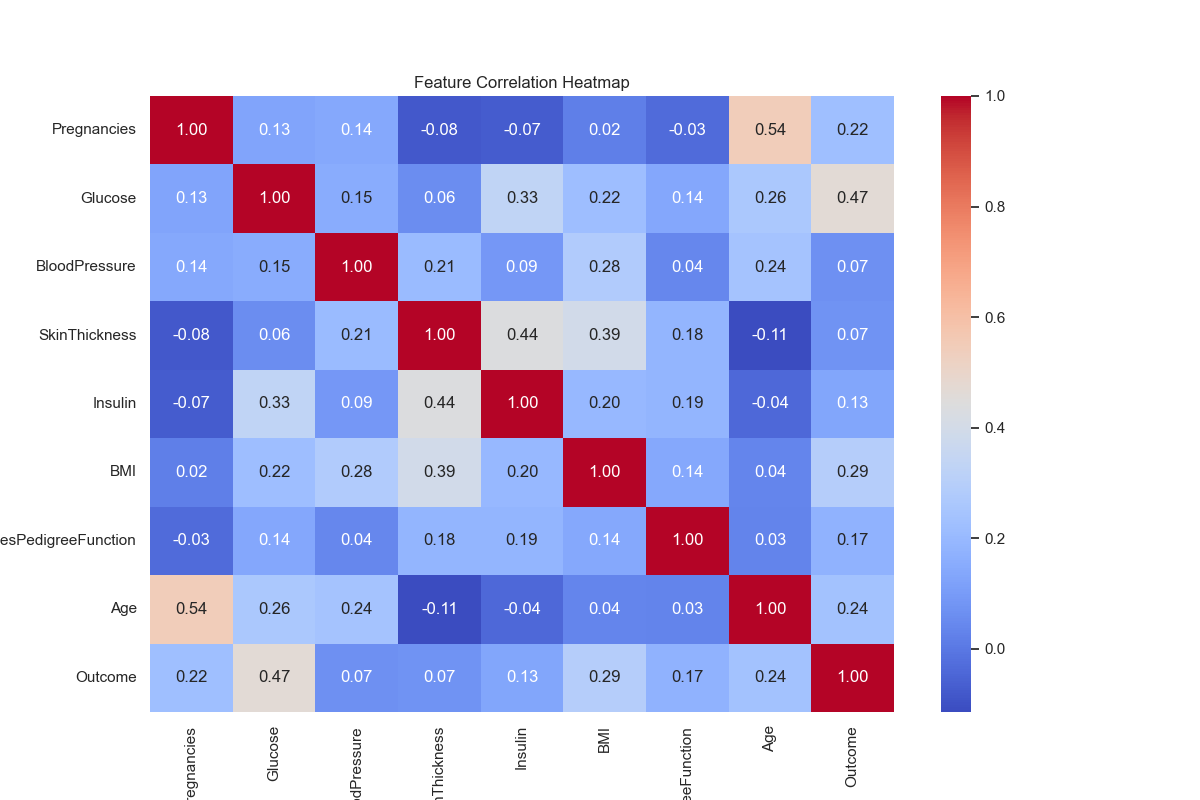 Feature Correlation Heatmap
Pregnancies 1.00 0.13 0.14 -0.08 -0.07 0.02 -0.03 0.54 0.22
Glucose 0.13 1.00 0.15 0.06 0.33 0.22 0.14 0.26 0.47
BloodPressure 0.14 0.15 1.00 0.21 0.09 0.28 0.04 0.24 0.07
SkinThickness -0.08 0.06 0.21 1.00 0.44 0.39 0.18 -0.11 0.07
Insulin -0.07 0.33 0.09 0.44 1.00 0.20 0.19 -0.04 0.13
BMI 0.02 0.22 0.28 0.39 0.20 1.00 0.14 0.04 0.29
esPedigreeFunction -0.03 0.14 0.04 0.18 0.19 0.14 1.00 0.03 0.17
Age 0.54 0.26 0.24 -0.11 -0.04 0.04 0.03 1.00 0.24
Outcome 0.22 0.47 0.07 0.07 0.13 0.29 0.17 0.24 1.00
regnancies
Glucose
odPressure
nThickness
Insulin
BMI
eeFunction
Age
Outcome
1.0
0.8
0.6
0.4
0.2
0.0